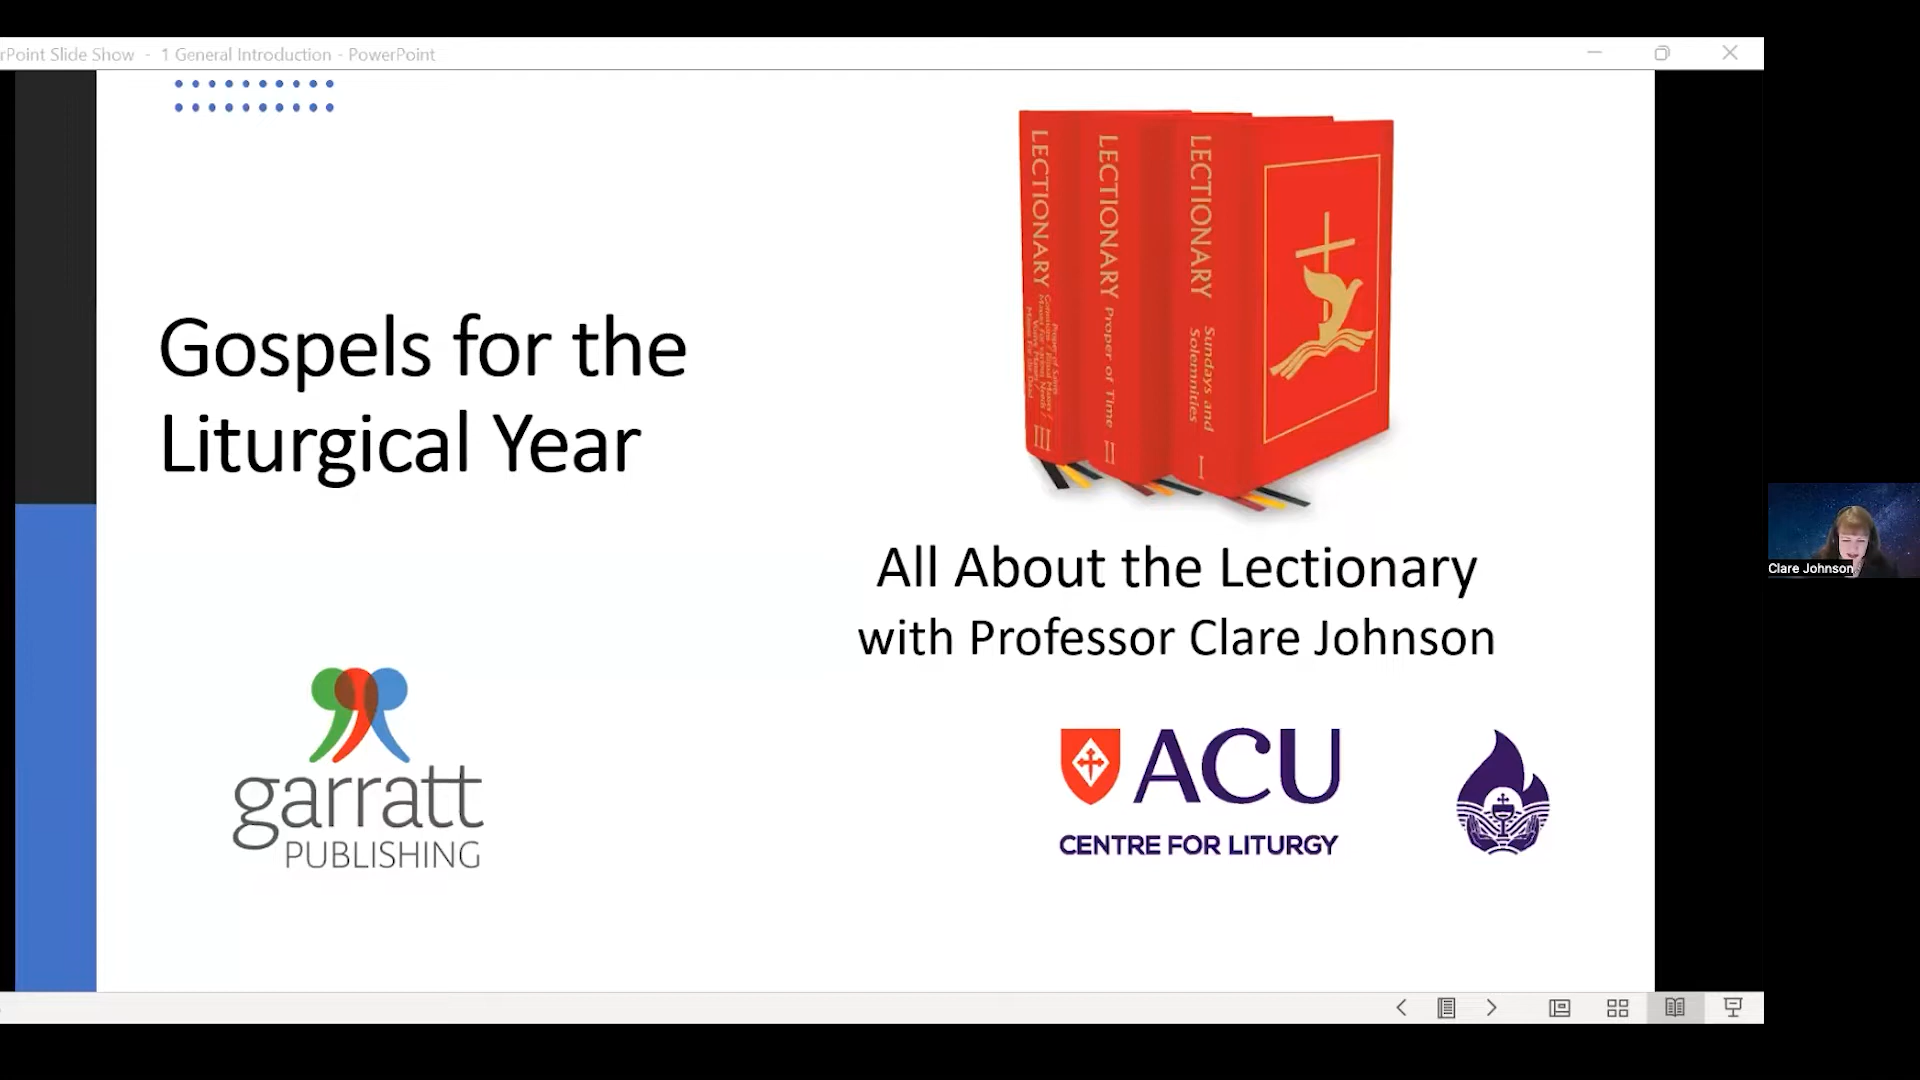 rPoint Slide Show - 1 General Introduction - PowerPoint
Gospels for the
Liturgical Year
LECTIONARY
III
LECTIONARY Proper of Time II
LECTIONARY Sundays and
Solemnities
I
All About the Lectionary
with Professor Clare Johnson
garratt
PUBLISHING
ACU
CENTRE FOR LITURGY
Clare Johnson